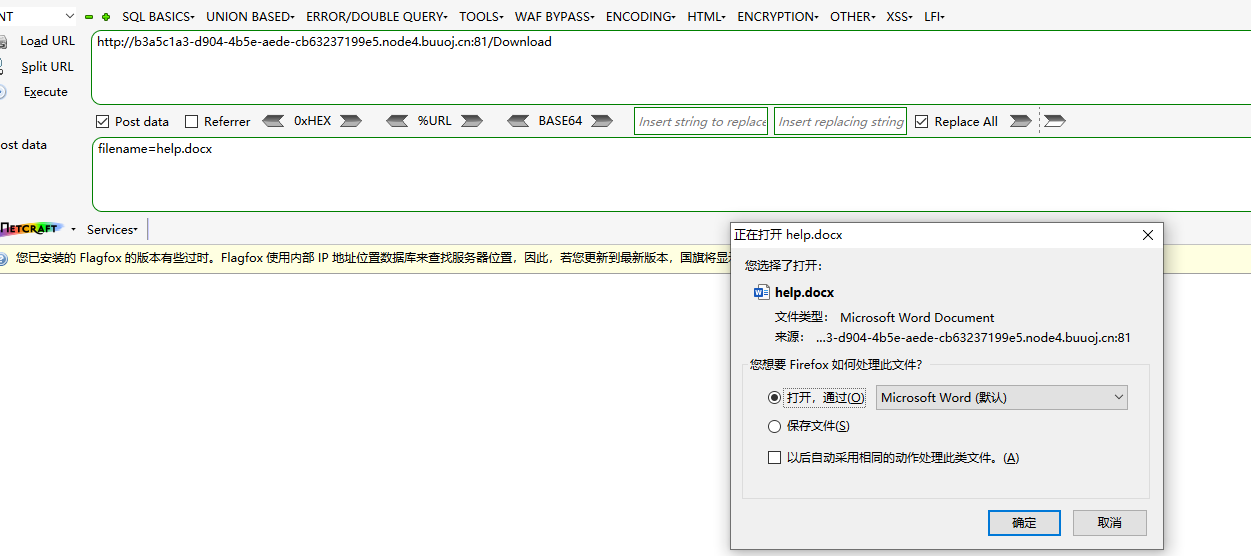 NT SQL BASICS UNION BASED ERROR/DOUBLE QUERY TOOLS WAF BYPASS ENCODING HTML ENCRYPTION OTHER XSS LFI
Load URL
http://b3a5c1a3-d904-4b5e-aede-cb63237199e5.node4.buuoj.cn:81/Download
Split URL
Execute
Post data Referrer 0xHEX %URL BASE64 Insert string to replace Insert replacing string Replace All
ost data
filename=help.docx
NETCRAFT Services
正在打开 help.docx
您已安装的 Flagfox 的版本有些过时。Flagfox 使用内部 IP 地址位置数据库来查找服务器位置，因此，若您更新到最新版本，国旗将显
您选择了打开：
help.docx
文件类型： Microsoft Word Document
来源： ...3-d904-4b5e-aede-cb63237199e5.node4.buuoj.cn:81
您想要 Firefox 如何处理此文件？
打开，通过(O) Microsoft Word (默认)
保存文件(S)
以后自动采用相同的动作处理此类文件。(A)
确定 取消